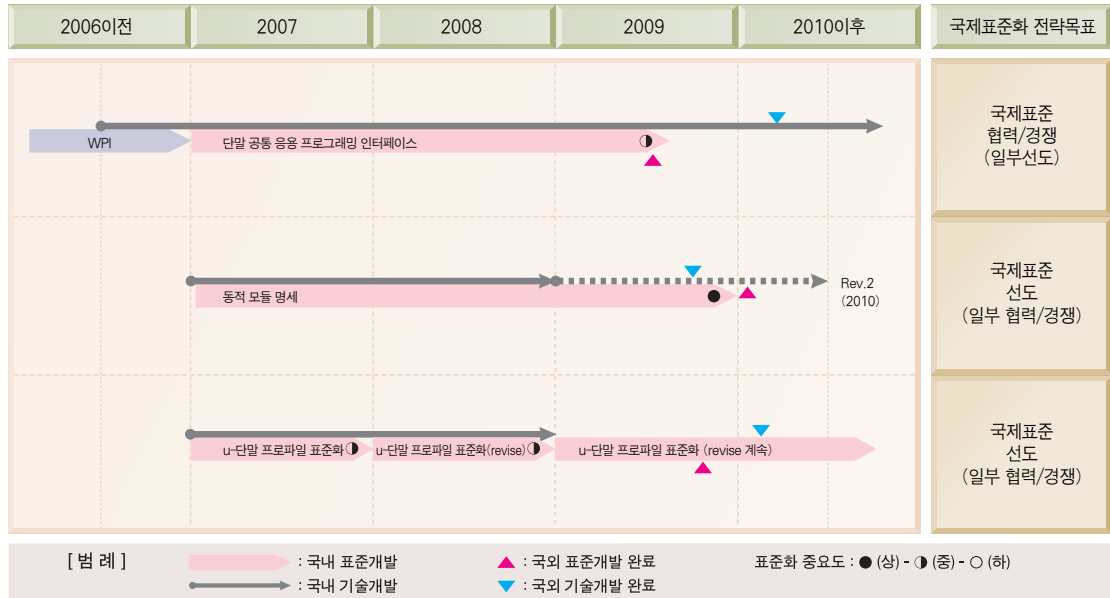 2006이전
2007
2008
2009
2010이후
국제표준화 전략목표
WPI
단말 공통 응용 프로그래밍 인터페이스
국제표준
협력/경쟁
(일부선도)
동적 모듈 명세
Rev.2
(2010)
국제표준
선도
(일부 협력/경쟁)
u-단말 프로파일 표준화
u-단말 프로파일 표준화(revise)
u-단말 프로파일 표준화 (revise 계속)
국제표준
선도
(일부 협력/경쟁)
[ 범 례 ]
: 국내 표준개발
: 국외 표준개발 완료
표준화 중요도 : ● (상) - ◑ (중) - ○ (하)
: 국내 기술개발
: 국외 기술개발 완료